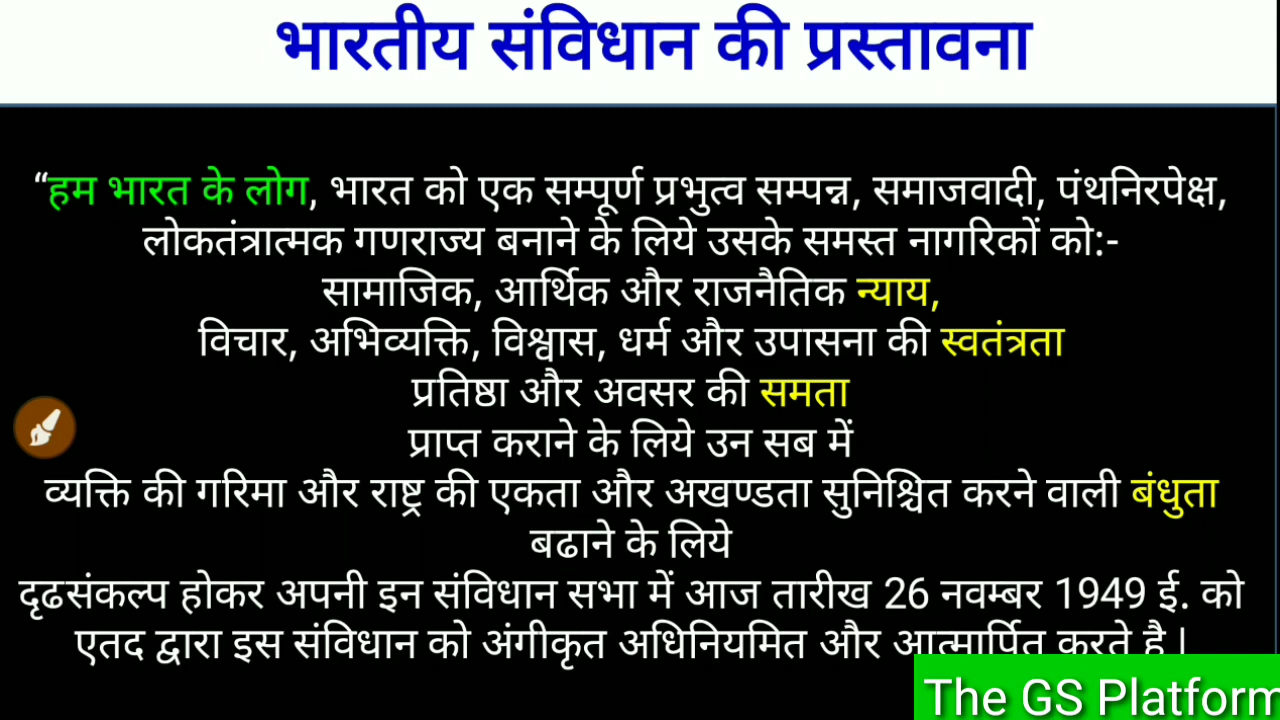 भारतीय संविधान की प्रस्तावना
“हम भारत के लोग, भारत को एक सम्पूर्ण प्रभुत्व सम्पन्न, समाजवादी, पंथनिरपेक्ष,
लोकतंत्रात्मक गणराज्य बनाने के लिये उसके समस्त नागरिकों को:-
सामाजिक, आर्थिक और राजनैतिक न्याय,
विचार, अभिव्यक्ति, विश्वास, धर्म और उपासना की स्वतंत्रता
प्रतिष्ठा और अवसर की समता
प्राप्त कराने के लिये उन सब में
व्यक्ति की गरिमा और राष्ट्र की एकता और अखण्डता सुनिश्चित करने वाली बंधुता
बढाने के लिये
दृढसंकल्प होकर अपनी इन संविधान सभा में आज तारीख 26 नवम्बर 1949 ई. को
एतद द्वारा इस संविधान को अंगीकृत अधिनियमित और आत्मार्पित करते है |
The GS Platform